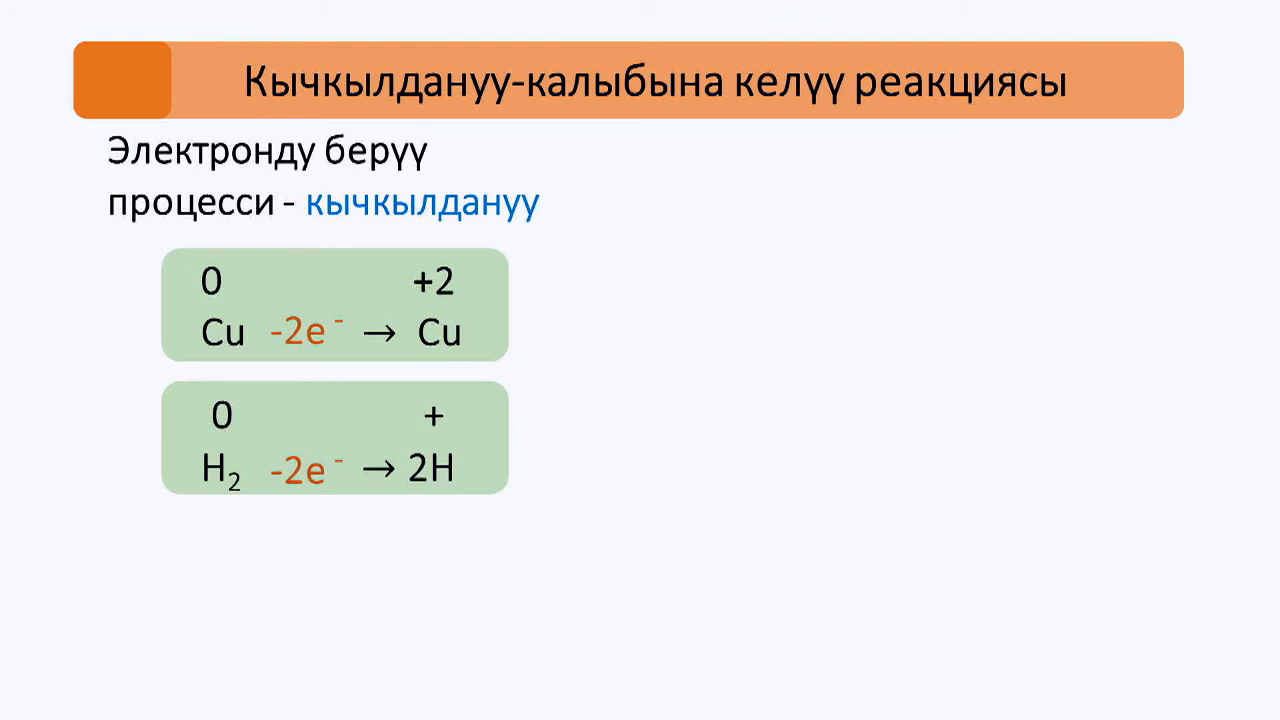 Кычкылдануу-калыбына келүү реакциясы
Электронду берүү
процесси - кычкылдануу
0 +2
Cu -2e⁻ → Cu
0 +
H₂ -2e⁻ → 2H